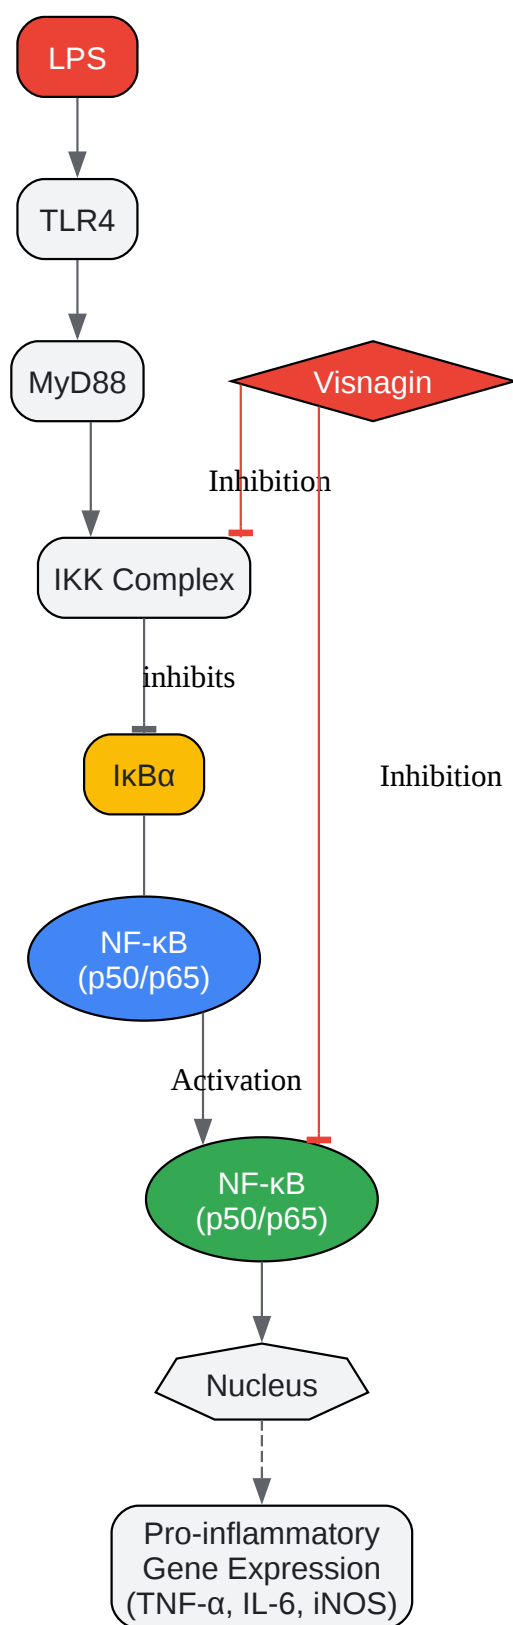 LPS
TLR4
MyD88
Visnagin
Inhibition
IKK Complex
inhibits
IκBα
Inhibition
NF-κB
(p50/p65)
Activation
NF-κB
(p50/p65)
Nucleus
Pro-inflammatory
Gene Expression
(TNF-α, IL-6, iNOS)